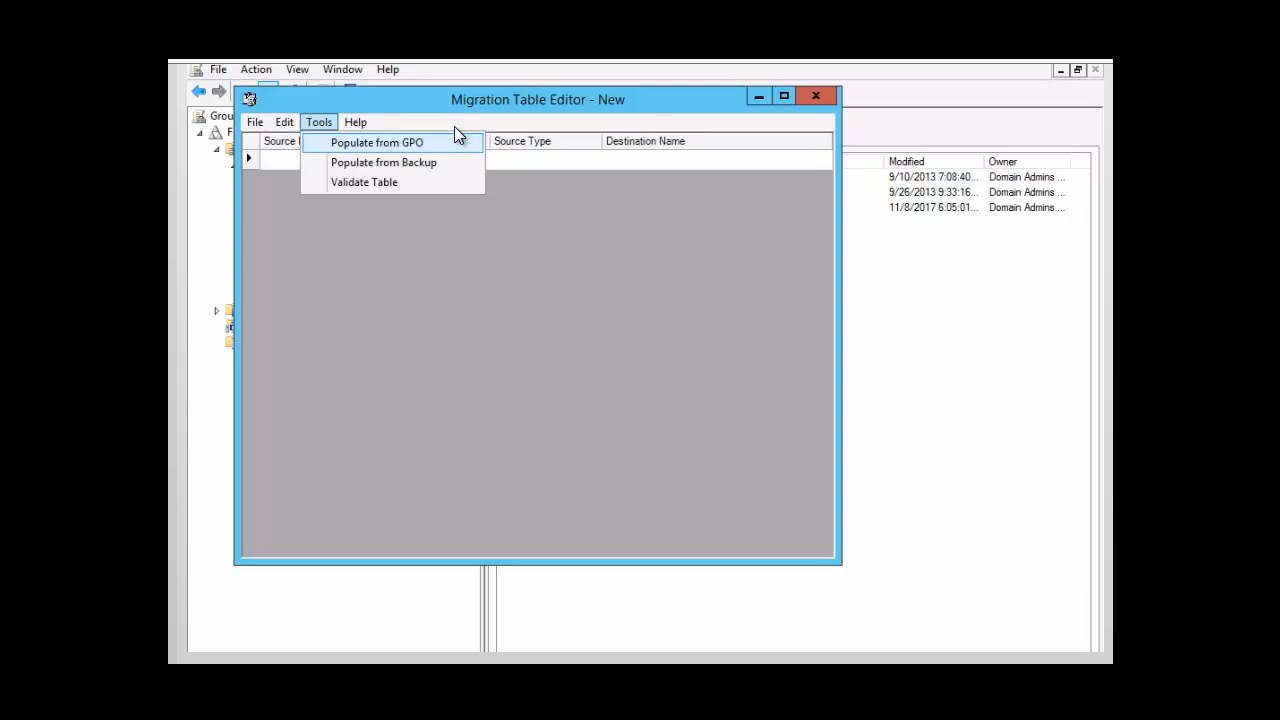 File Action View Window Help
Migration Table Editor - New
File Edit Tools Help
Source Source Type Destination Name
Populate from GPO
Populate from Backup
Validate Table
Grou
F
Modified Owner
9/10/2013 7:08:40... Domain Admins ...
9/26/2013 9:33:16... Domain Admins ...
11/8/2017 6:05:01... Domain Admins ...